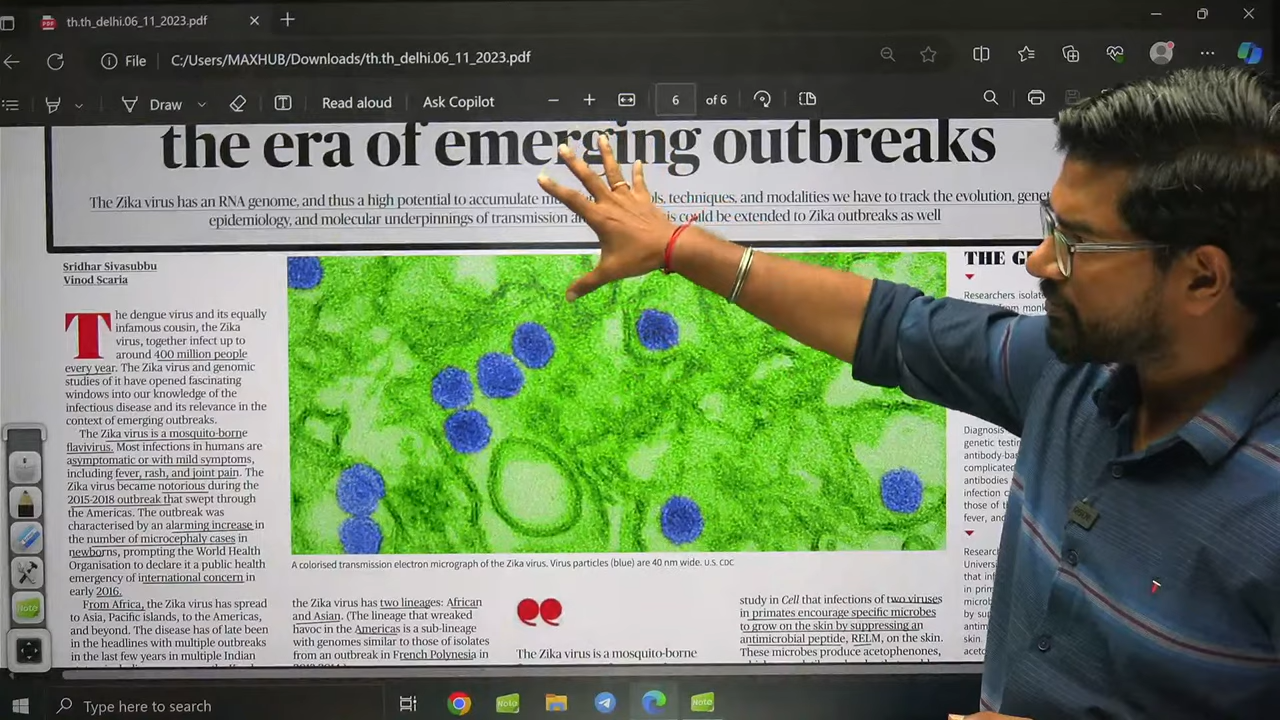 th.th_delhi.06_11_2023.pdf
File
C:/Users/MAXHUB/Downloads/th.th_delhi.06_11_2023.pdf
Draw
Read aloud
Ask Copilot
6
of 6
the era of emerging outbreaks
The Zika virus has an RNA genome, and thus a high potential to accumulate techniques, and modalities we have to track the evolution,
epidemiology, and molecular underpinnings of transmission could be extended to Zika outbreaks as well
Sridhar Sivasubbu
Vinod Scaria
The dengue virus and its equally
infamous cousin, the Zika
virus, together infect up to
around 400 million people
every year. The Zika virus and genomic
studies of it have opened fascinating
windows into our knowledge of the
infectious disease and its relevance in the
context of emerging outbreaks.
The Zika virus is a mosquito-borne
flavivirus. Most infections in humans are
asymptomatic or with mild symptoms,
including fever, rash, and joint pain. The
Zika virus became notorious during the
2015-2018 outbreak that swept through
the Americas. The outbreak was
characterised by an alarming increase in
the number of microcephaly cases in
newborns, prompting the World Health
Organisation to declare it a public health
emergency of international concern in
early 2016.
From Africa, the Zika virus has spread
to Asia, Pacific islands, to the Americas,
and beyond. The disease has of late been
in the headlines with multiple outbreaks
in the last few years in multiple Indian
A colorised transmission electron micrograph of the Zika virus. Virus particles (blue) are 40 nm wide. U.S. CDC
the Zika virus has two lineages: African
and Asian. (The lineage that wreaked
havoc in the Americas is a sub-lineage
with genomes similar to those of isolates
from an outbreak in French Polynesia in
The Zika virus is a mosquito-borne
study in Cell that infections of two viruses
in primates encourage specific microbes
to grow on the skin by suppressing an
antimicrobial peptide, RELM, on the skin.
These microbes produce acetophenones,
THE
Researchers
from
Diagnosis
genetic
complicated
antibodies
infection
those of
fever, and
that
in
skin.
Note
Type here to search
Note
Note